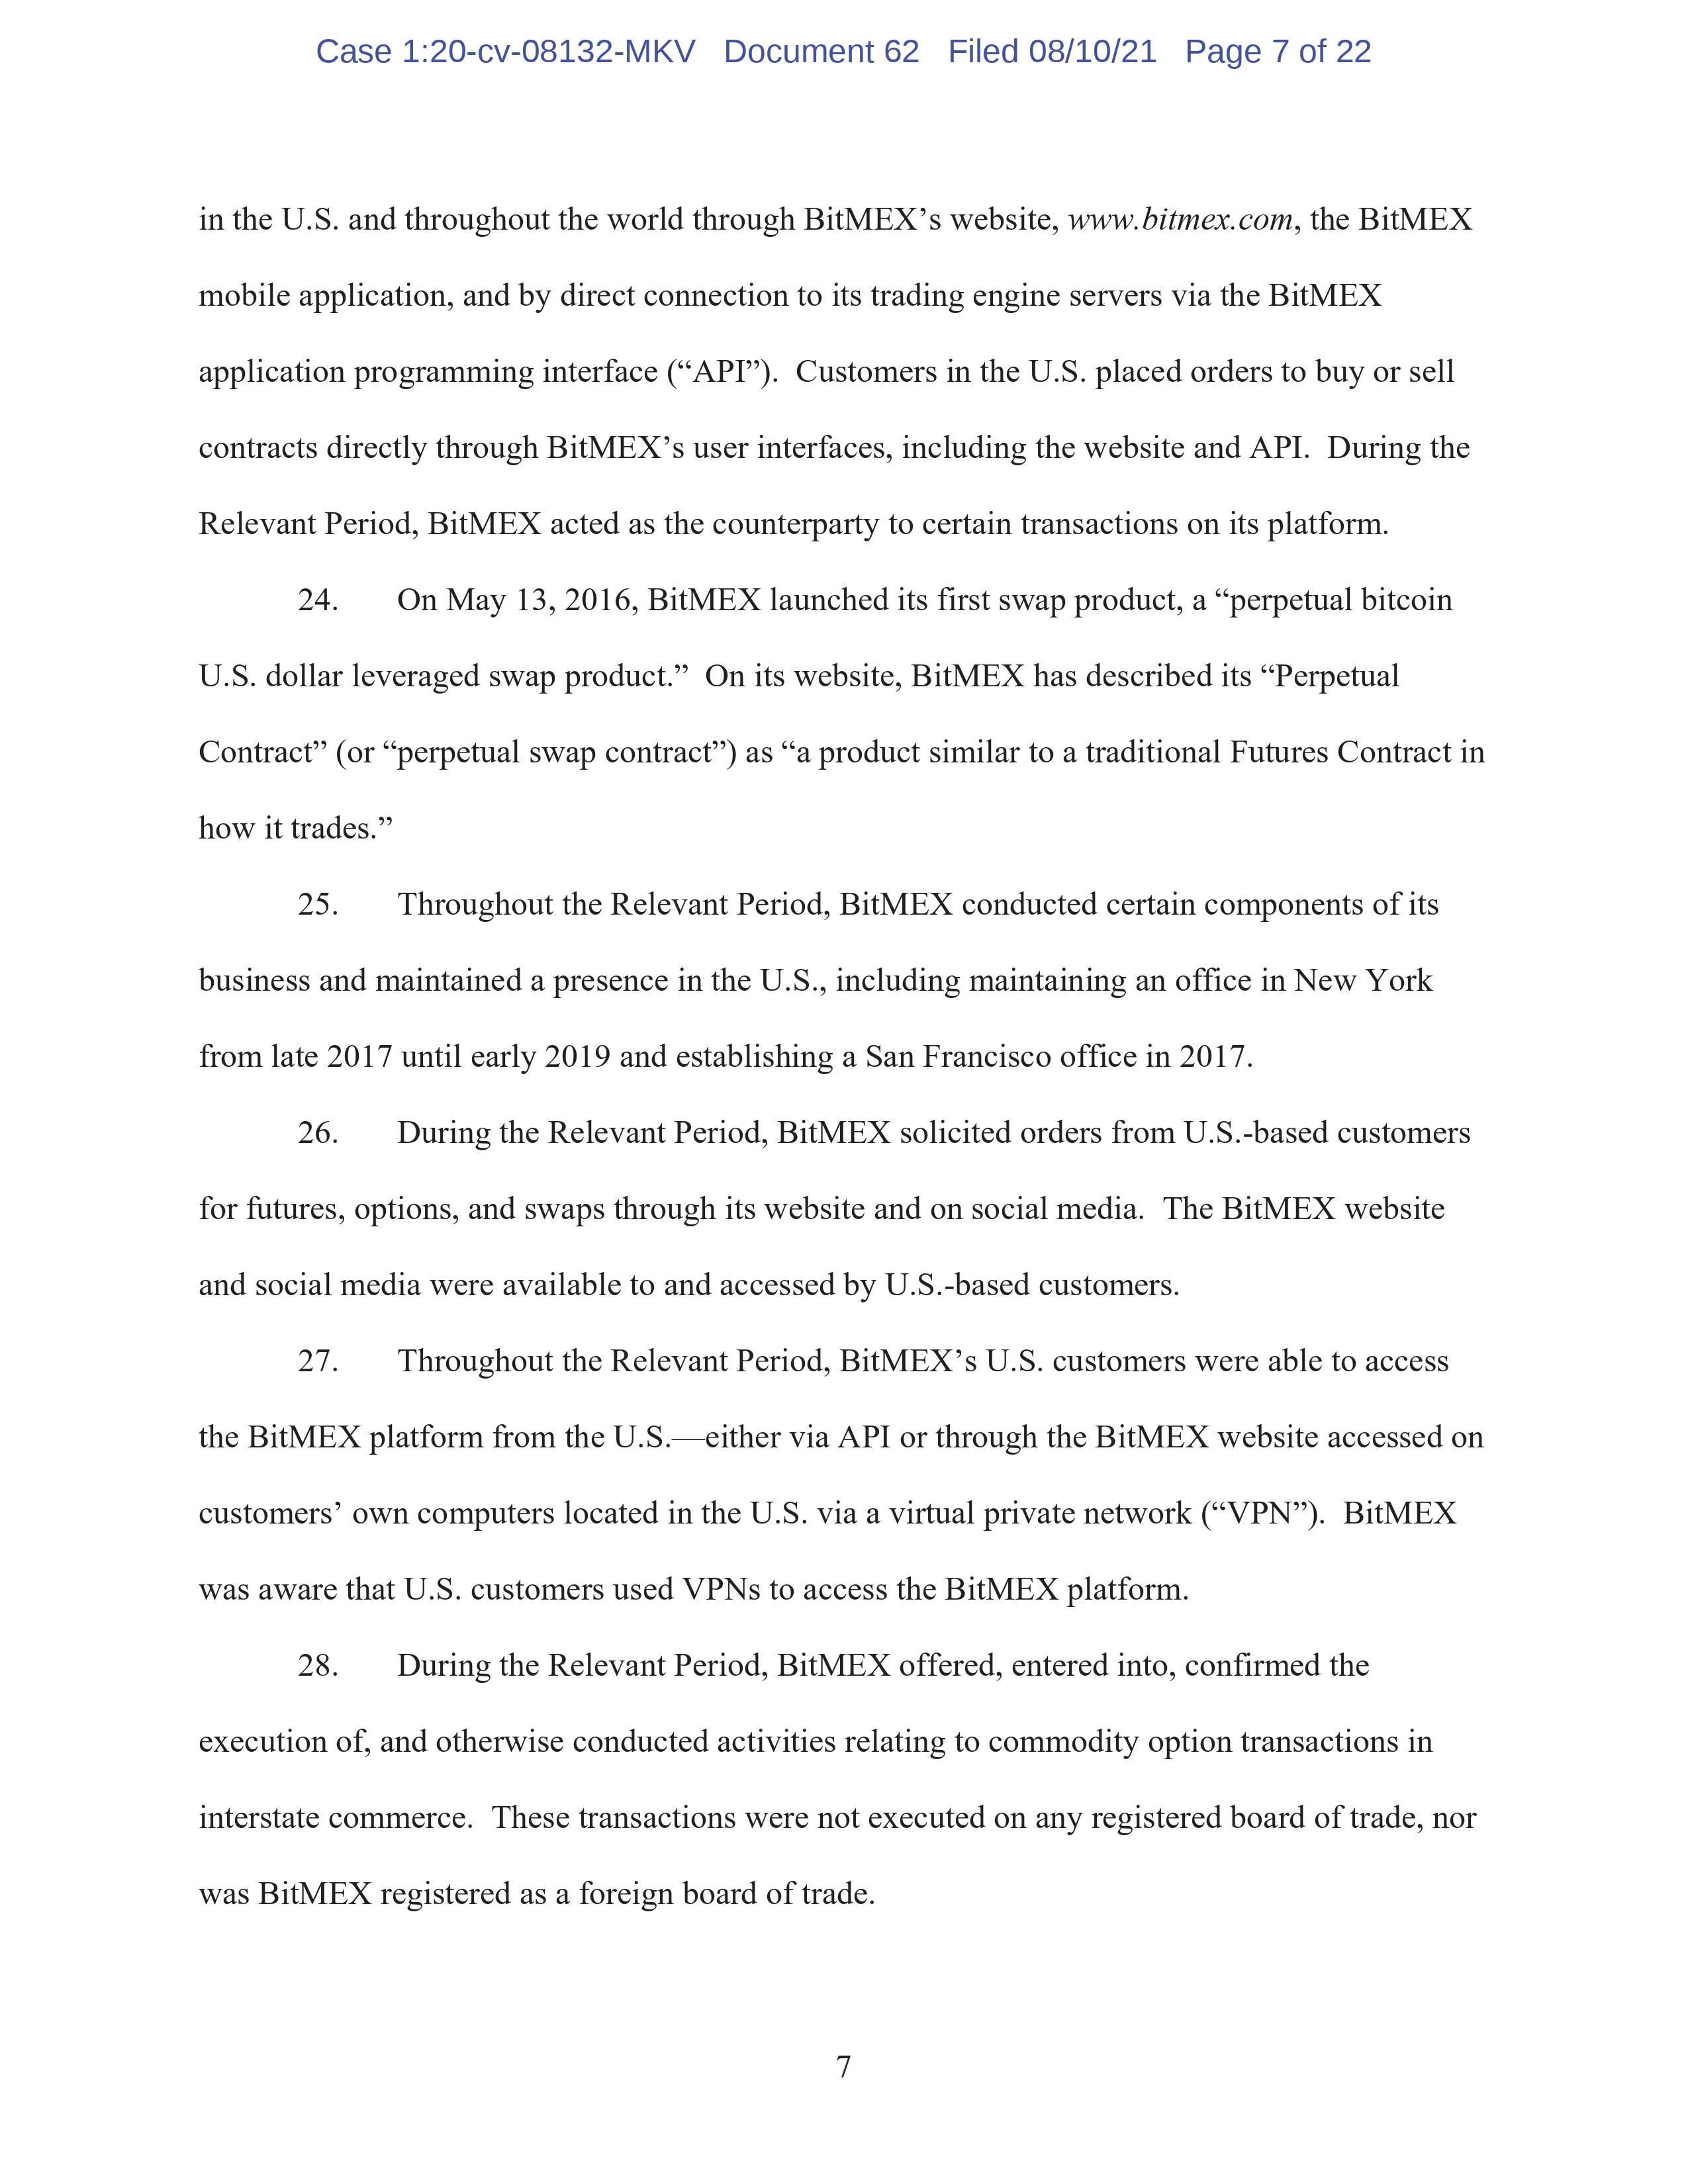 Case 1:20-cv-08132-MKV Document 62 Filed 08/10/21 Page 7 of 22
in the U.S. and throughout the world through BitMEX’s website, www.bitmex.com, the BitMEX
mobile application, and by direct connection to its trading engine servers via the BitMEX
application programming interface (“API”). Customers in the U.S. placed orders to buy or sell
contracts directly through BitMEX’s user interfaces, including the website and API. During the
Relevant Period, BitMEX acted as the counterparty to certain transactions on its platform.
24. On May 13, 2016, BitMEX launched its first swap product, a “perpetual bitcoin
U.S. dollar leveraged swap product.” On its website, BitMEX has described its “Perpetual
Contract” (or “perpetual swap contract”) as “a product similar to a traditional Futures Contract in
how it trades.”
25. Throughout the Relevant Period, BitMEX conducted certain components of its
business and maintained a presence in the U.S., including maintaining an office in New York
from late 2017 until early 2019 and establishing a San Francisco office in 2017.
26. During the Relevant Period, BitMEX solicited orders from U.S.-based customers
for futures, options, and swaps through its website and on social media. The BitMEX website
and social media were available to and accessed by U.S.-based customers.
27. Throughout the Relevant Period, BitMEX’s U.S. customers were able to access
the BitMEX platform from the U.S.—either via API or through the BitMEX website accessed on
customers’ own computers located in the U.S. via a virtual private network (“VPN”). BitMEX
was aware that U.S. customers used VPNs to access the BitMEX platform.
28. During the Relevant Period, BitMEX offered, entered into, confirmed the
execution of, and otherwise conducted activities relating to commodity option transactions in
interstate commerce. These transactions were not executed on any registered board of trade, nor
was BitMEX registered as a foreign board of trade.
7